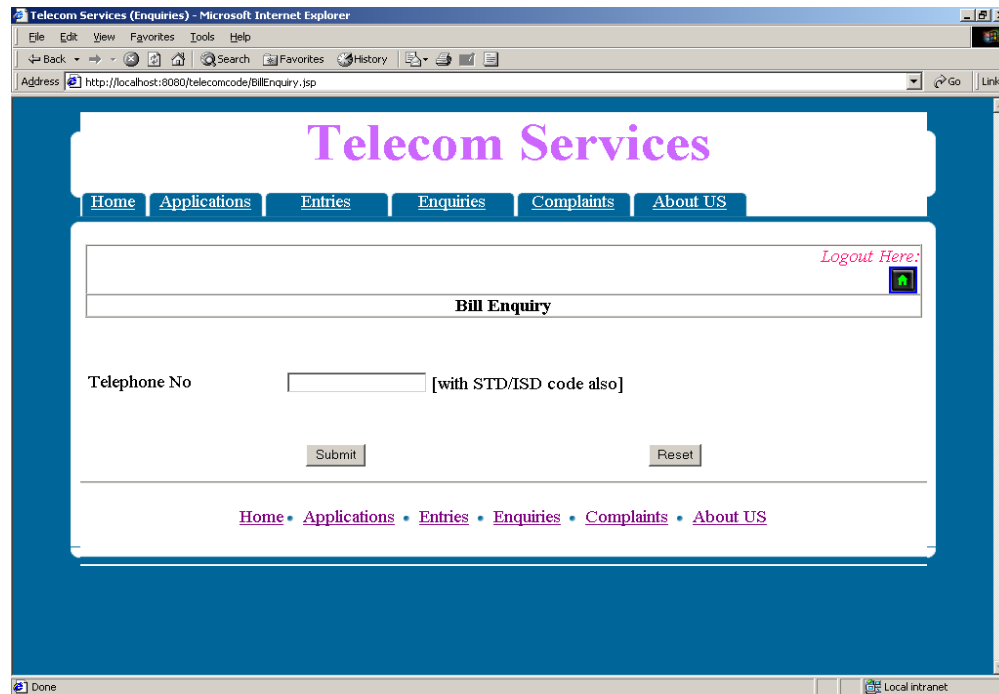 Telecom Services (Enquiries) - Microsoft Internet Explorer
File Edit View Favorites Tools Help
Back Search Favorites History
Address http://localhost:8080/telecomcode/BillEnquiry.jsp Go Link
Telecom Services
Home Applications Entries Enquiries Complaints About US
Logout Here:
Bill Enquiry
Telephone No [with STD/ISD code also]
Submit Reset
Home • Applications • Entries • Enquiries • Complaints • About US
Done Local intranet